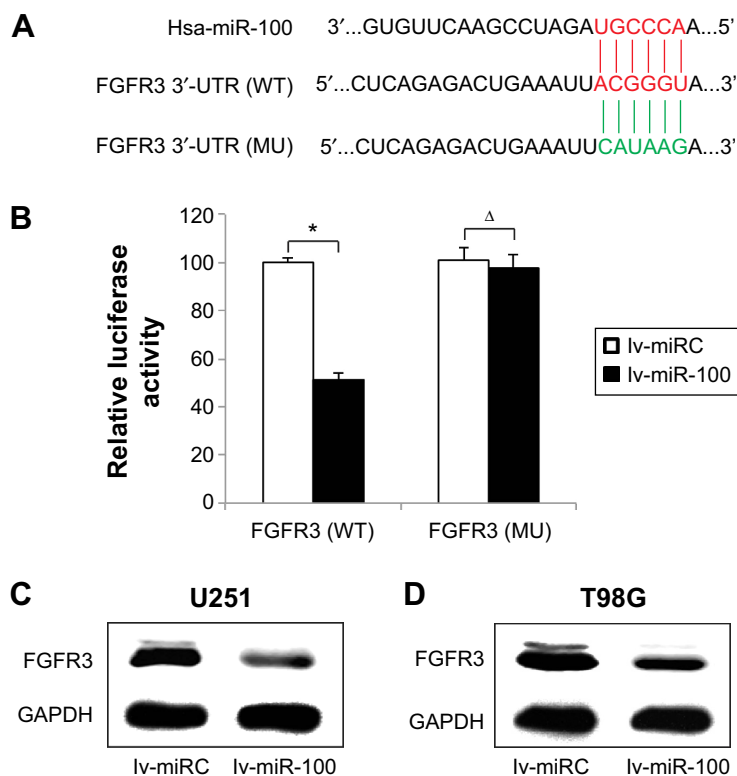 A
Hsa-miR-100 3′...GUGUUCAAGCCUAGAUGCCCAA...5’
FGFR3 3′-UTR (WT) 5′...CUCAGAGACUGAAAUUACGGGUA...3’
FGFR3 3′-UTR (MU) 5′...CUCAGAGACUGAAAUUCAUAAGA...3’
B
Relative luciferase
activity
120
100
80
60
40
20
0
*
Δ
FGFR3 (WT) FGFR3 (MU)
lv-miRC
lv-miR-100
C U251
FGFR3
GAPDH
lv-miRC lv-miR-100
D T98G
FGFR3
GAPDH
lv-miRC lv-miR-100